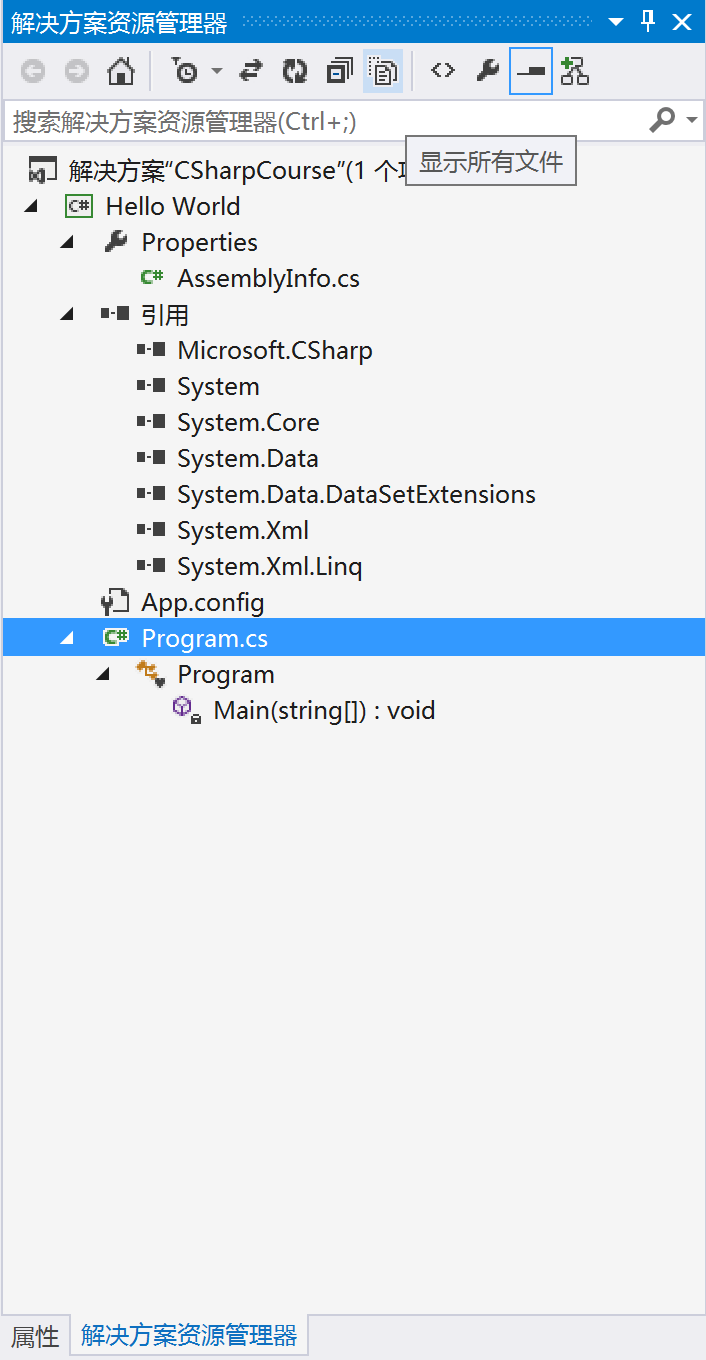 解决方案资源管理器
搜索解决方案资源管理器(Ctrl+;)
显示所有文件
解决方案“CSharpCourse”(1 个
C# Hello World
Properties
C# AssemblyInfo.cs
引用
Microsoft.CSharp
System
System.Core
System.Data
System.Data.DataSetExtensions
System.Xml
System.Xml.Linq
App.config
C# Program.cs
Program
Main(string[]) : void
属性 解决方案资源管理器